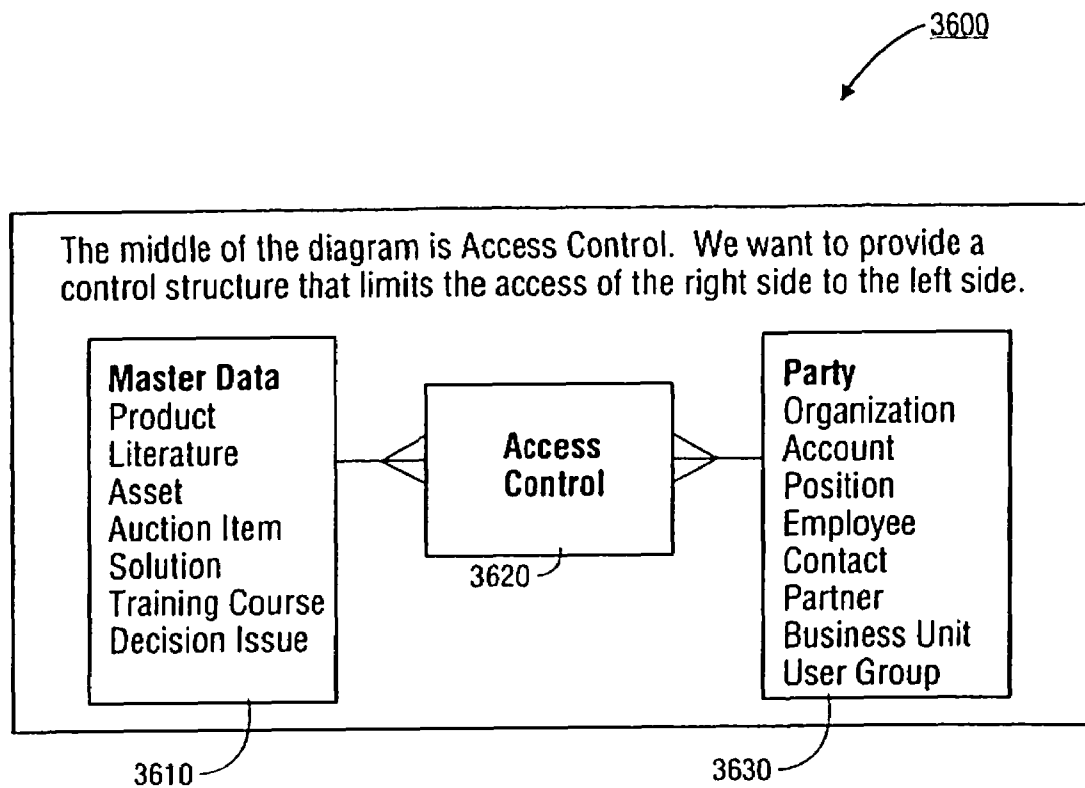 3600
The middle of the diagram is Access Control. We want to provide a
control structure that limits the access of the right side to the left side.
Master Data
Product
Literature
Asset
Auction Item
Solution
Training Course
Decision Issue
Access
Control
Party
Organization
Account
Position
Employee
Contact
Partner
Business Unit
User Group
3620
3610
3630